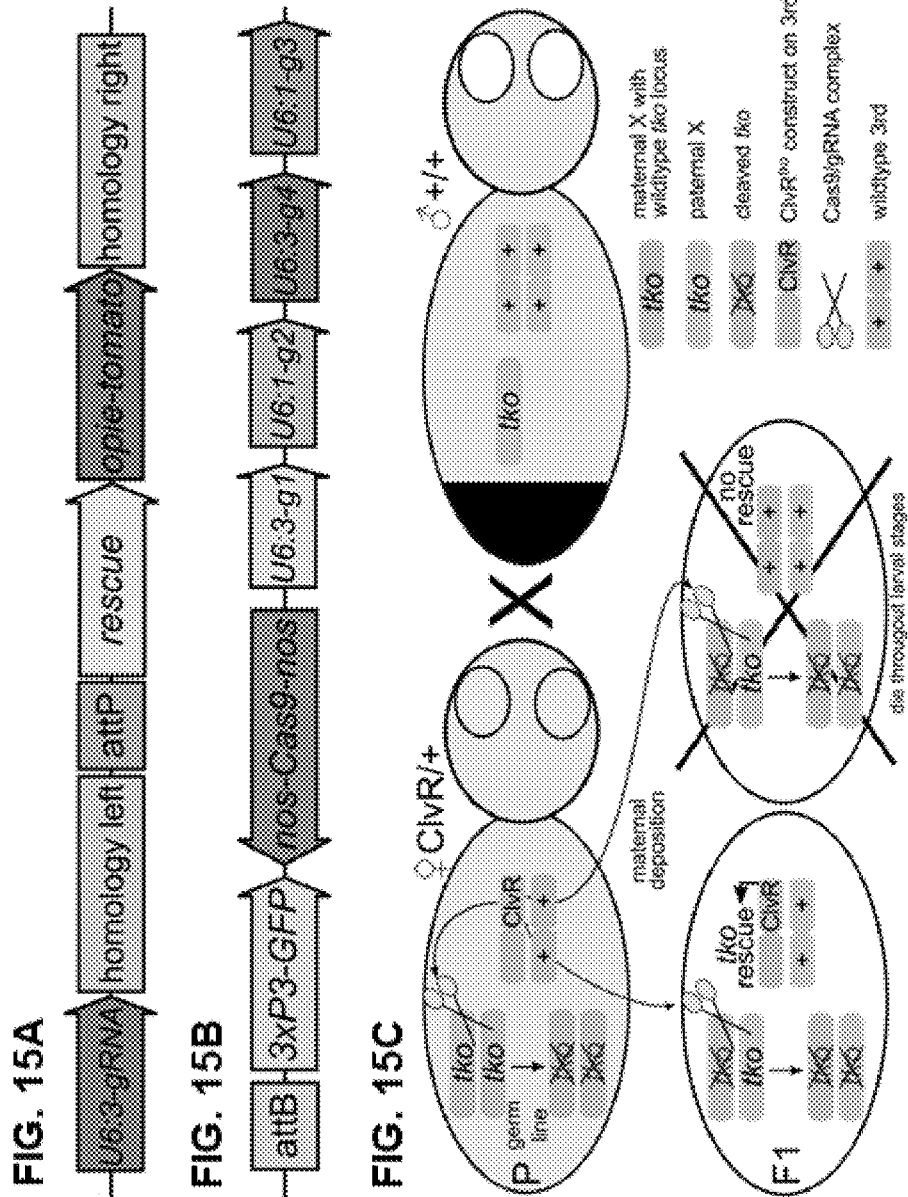 FIG. 15A
U6.3-gRNA homology left attP rescue opie-tomato homology right
FIG. 15B
attB 3xP3-GFP nos-Cas9-nos U6.3-g1 U6.1-g2 U6.3-g4 U6:1-g3
FIG. 15C
♀ClvR/+
X
♂+/+
P
germ
line
tko
tko
ClvR
+ +
tko
+ +
+ +
maternal
deposition
F1
tko
tko
rescue
ClvR
+ +
tko
no
rescue
+ +
+ +
die througout larval stages
tko maternal X with
wildtype tko locus
tko paternal X
cleaved tko
ClvR construct on 3rd
Cas9/gRNA complex
+ + wildtype 3rd